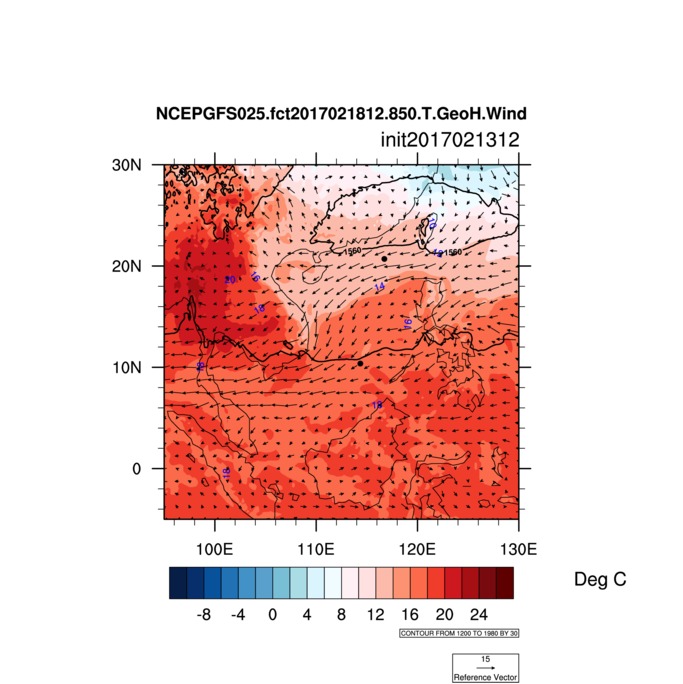 NCEPGFS025.fct2017021812.850.T.GeoH.Wind
init2017021312
30N
20N
10N
0
1560
1560
20
16
16
14
16
18
18
18
100E 110E 120E 130E
-8 -4 0 4 8 12 16 20 24
Deg C
CONTOUR FROM 1200 TO 1980 BY 30
15
Reference Vector